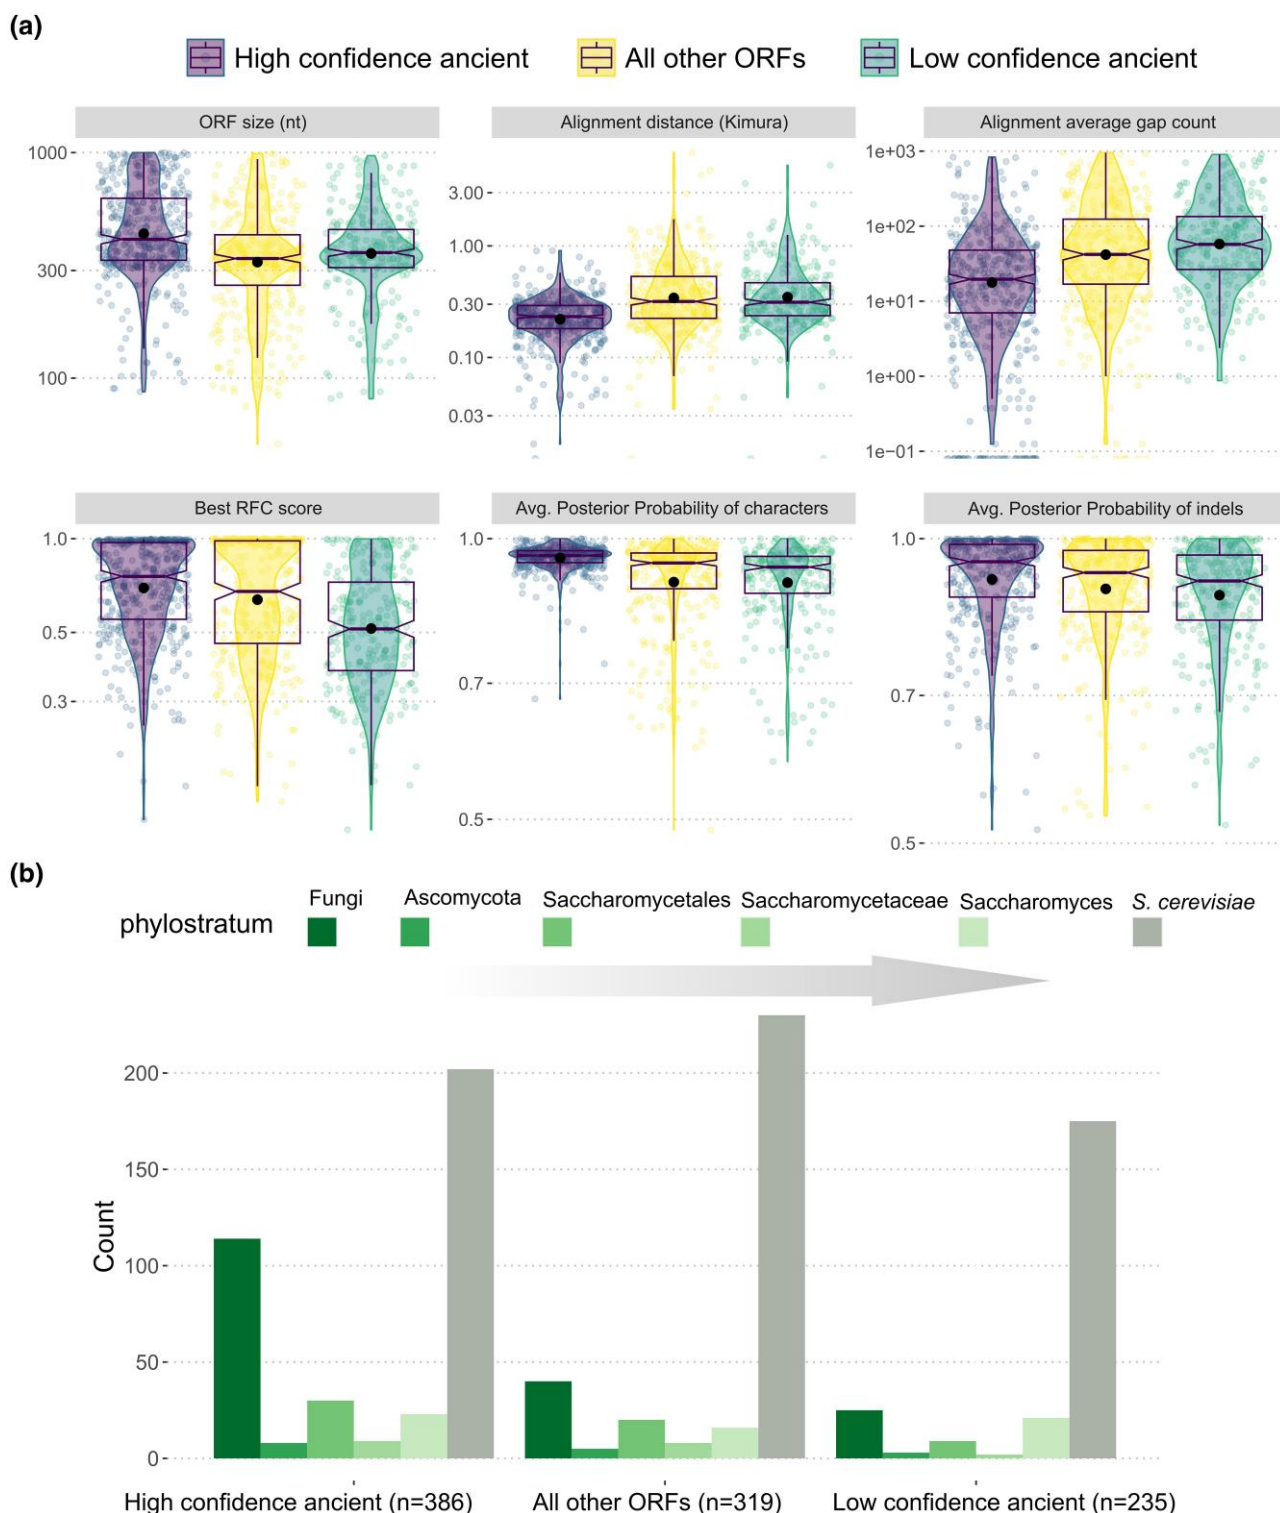 (a)
High confidence ancient All other ORFs Low confidence ancient
ORF size (nt) Alignment distance (Kimura) Alignment average gap count
1000
300
100
3.00
1.00
0.30
0.10
0.03
1e+03
1e+02
1e+01
1e+00
1e−01
Best RFC score Avg. Posterior Probability of characters Avg. Posterior Probability of indels
1.0
0.5
0.3
1.0
0.7
0.5
1.0
0.7
0.5
(b)
phylostratum Fungi Ascomycota Saccharomycetales Saccharomycetaceae Saccharomyces S. cerevisiae
Count
200
150
100
50
0
High confidence ancient (n=386) All other ORFs (n=319) Low confidence ancient (n=235)